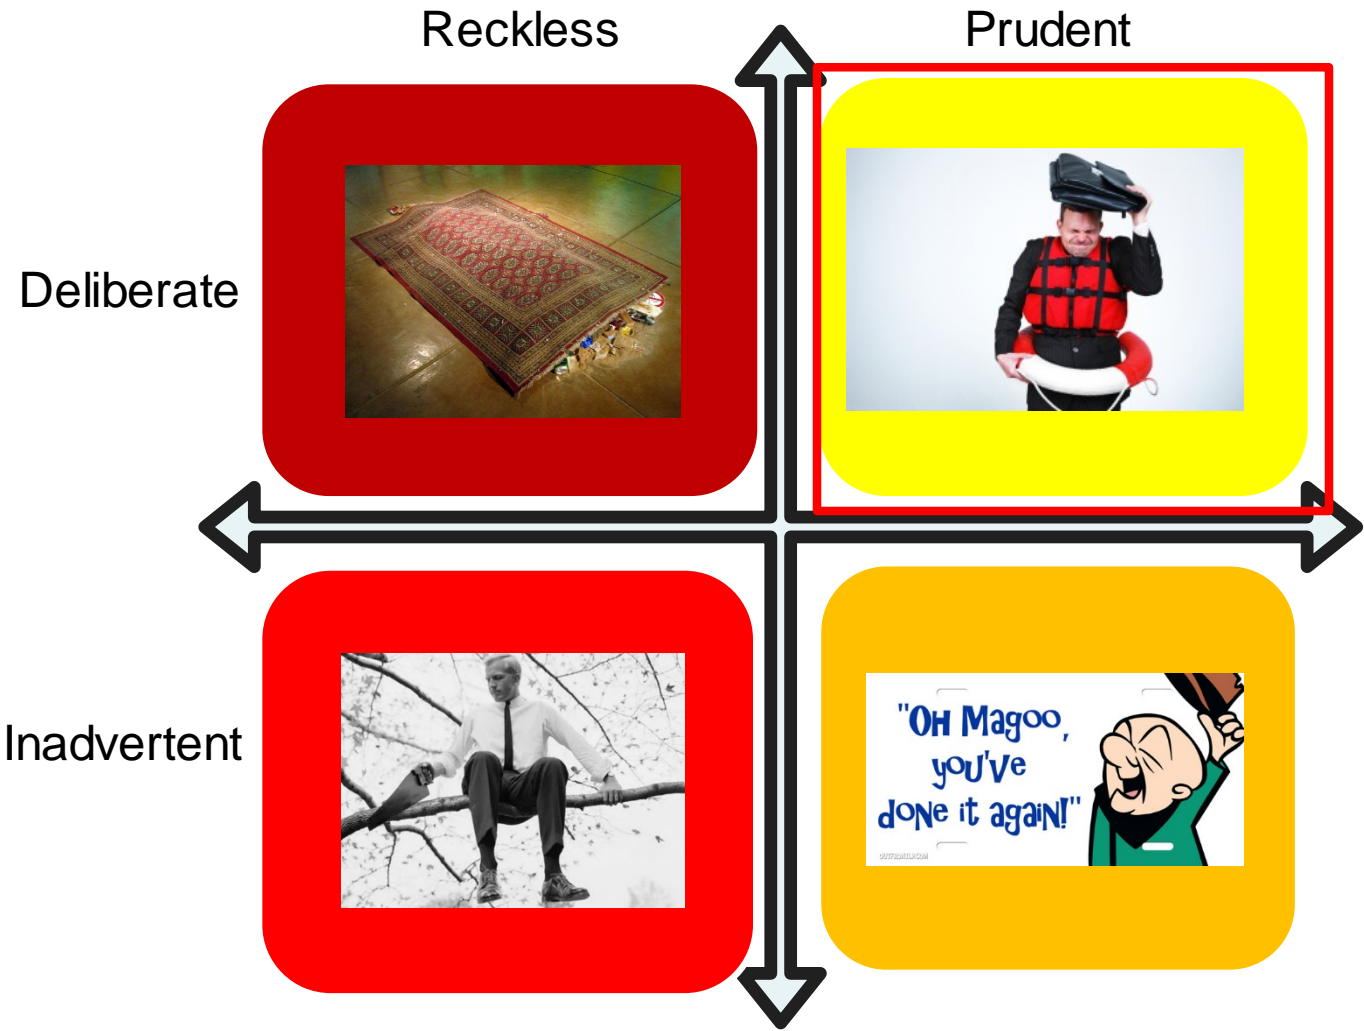 Reckless
Prudent
Deliberate
Inadvertent
"OH Magoo,
you've
doNe it agaiN!"